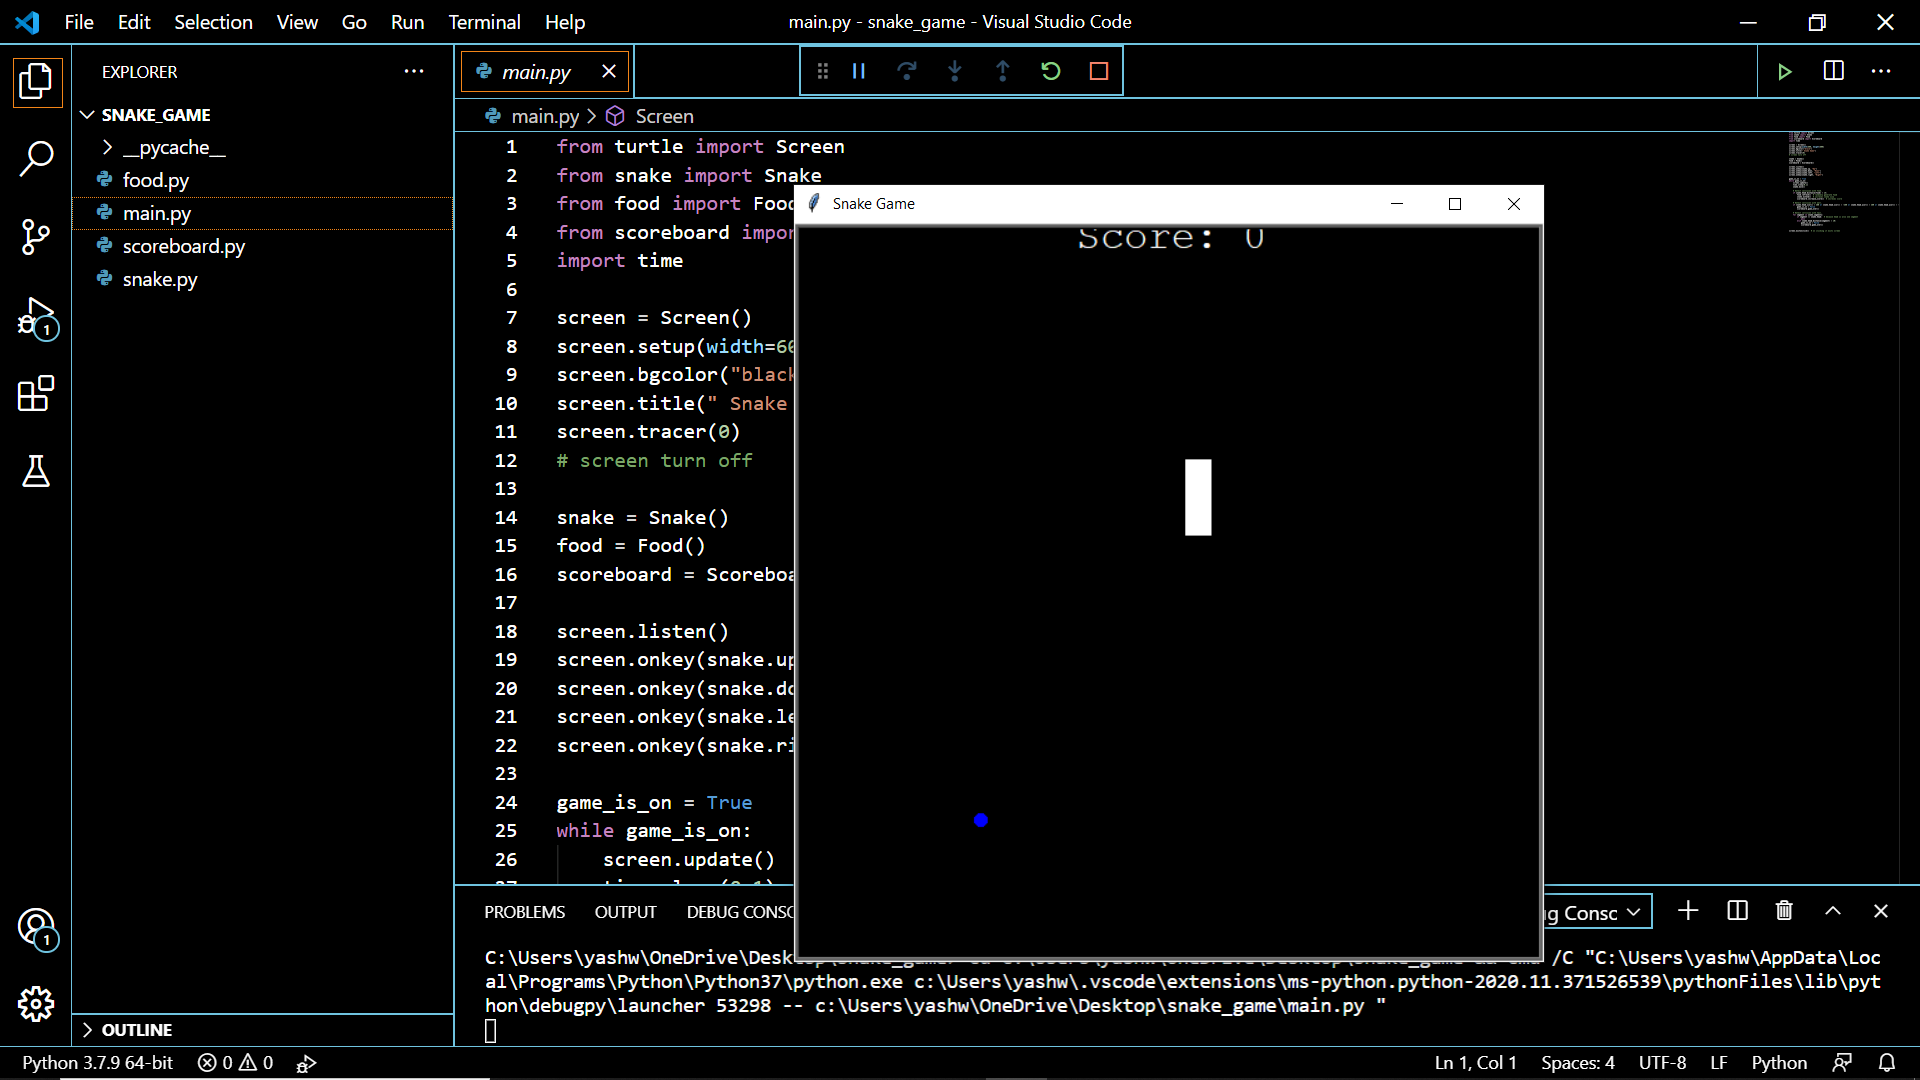 File Edit Selection View Go Run Terminal Help
main.py - snake_game - Visual Studio Code
EXPLORER
SNAKE_GAME
__pycache__
food.py
main.py
scoreboard.py
snake.py
OUTLINE
main.py
main.py > Screen
1 from turtle import Screen
2 from snake import Snake
3 from food import Food
4 from scoreboard impor
5 import time
6
7 screen = Screen()
8 screen.setup(width=60
9 screen.bgcolor("black
10 screen.title(" Snake
11 screen.tracer(0)
12 # screen turn off
13
14 snake = Snake()
15 food = Food()
16 scoreboard = Scoreboa
17
18 screen.listen()
19 screen.onkey(snake.up
20 screen.onkey(snake.do
21 screen.onkey(snake.le
22 screen.onkey(snake.ri
23
24 game_is_on = True
25 while game_is_on:
26 screen.update()
Snake Game
Score: 0
PROBLEMS OUTPUT DEBUG CONSO
ug Consc
C:\Users\yashw\OneDrive\Desk /C "C:\Users\yashw\AppData\Loc
al\Programs\Python\Python37\python.exe c:\Users\yashw\.vscode\extensions\ms-python.python-2020.11.371526539\pythonFiles\lib\pyt
hon\debugpy\launcher 53298 -- c:\Users\yashw\OneDrive\Desktop\snake_game\main.py "
1
1
Python 3.7.9 64-bit 0 0
Ln 1, Col 1 Spaces: 4 UTF-8 LF Python